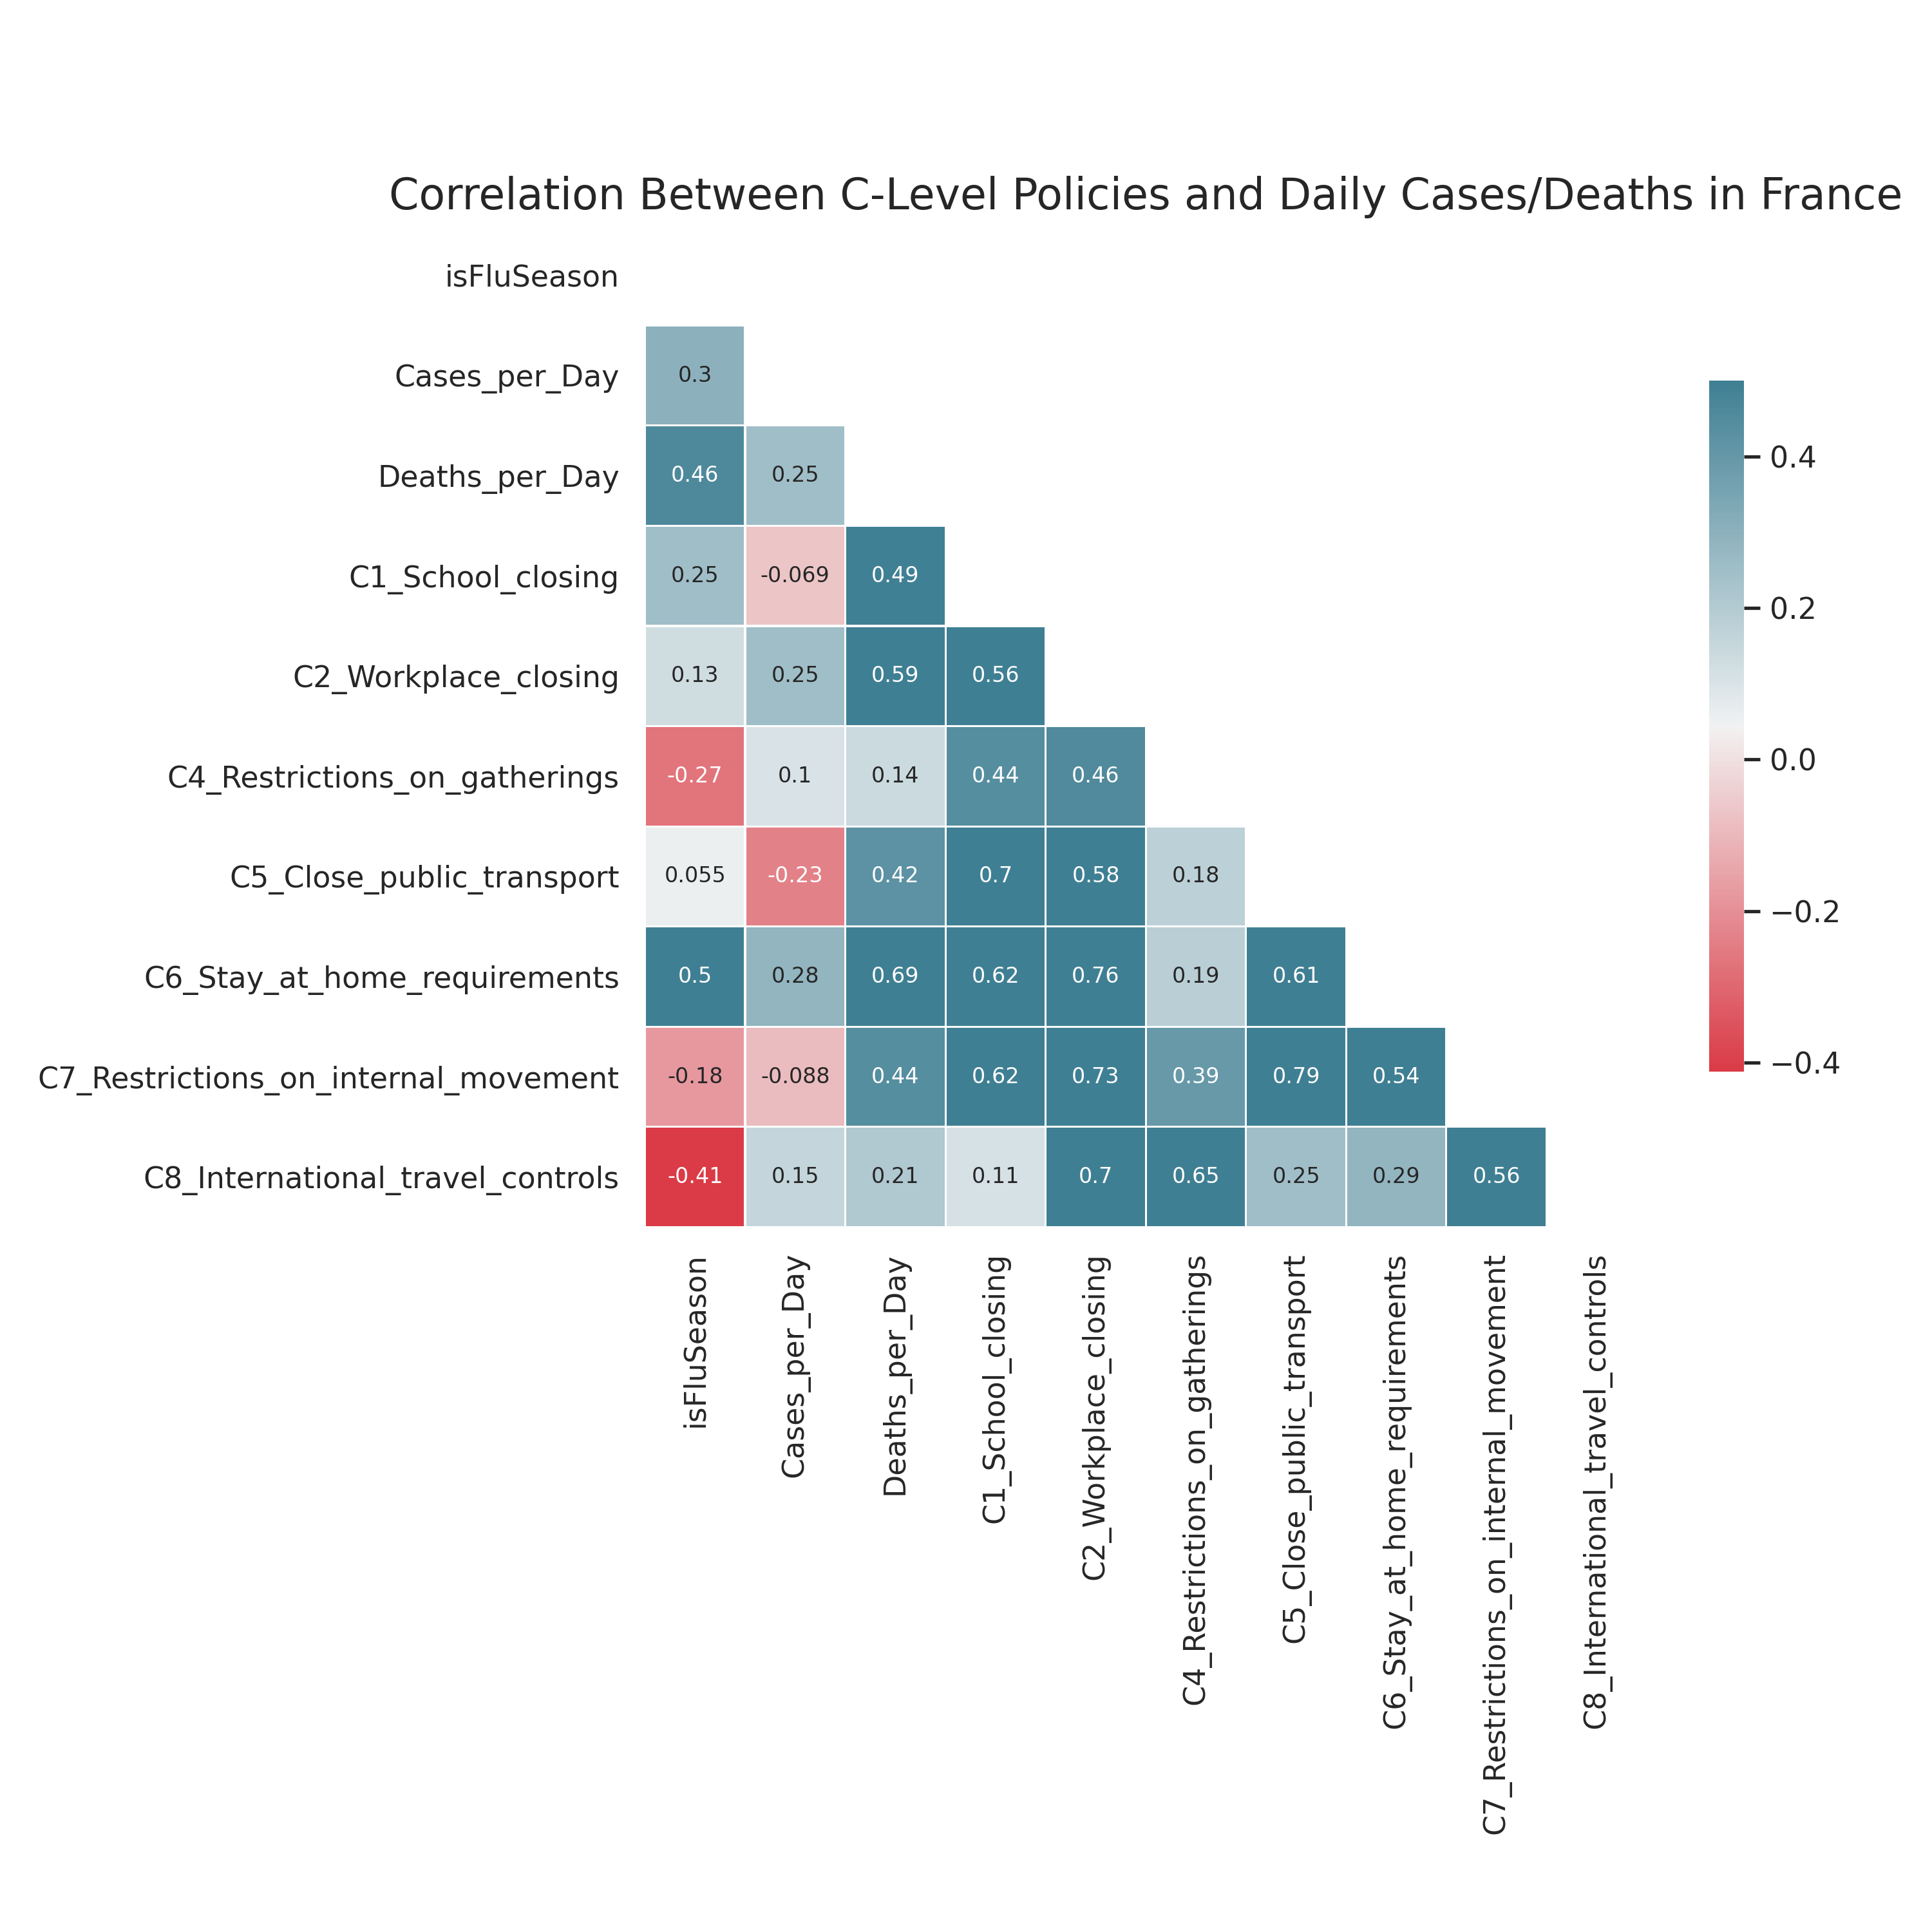 Correlation Between C-Level Policies and Daily Cases/Deaths in France
isFluSeason
Cases_per_Day 0.3
Deaths_per_Day 0.46 0.25
C1_School_closing 0.25 -0.069 0.49
C2_Workplace_closing 0.13 0.25 0.59 0.56
C4_Restrictions_on_gatherings -0.27 0.1 0.14 0.44 0.46
C5_Close_public_transport 0.055 -0.23 0.42 0.7 0.58 0.18
C6_Stay_at_home_requirements 0.5 0.28 0.69 0.62 0.76 0.19 0.61
C7_Restrictions_on_internal_movement -0.18 -0.088 0.44 0.62 0.73 0.39 0.79 0.54
C8_International_travel_controls -0.41 0.15 0.21 0.11 0.7 0.65 0.25 0.29 0.56
isFluSeason
Cases_per_Day
Deaths_per_Day
C1_School_closing
C2_Workplace_closing
C4_Restrictions_on_gatherings
C5_Close_public_transport
C6_Stay_at_home_requirements
C7_Restrictions_on_internal_movement
C8_International_travel_controls
0.4
0.2
0.0
−0.2
−0.4